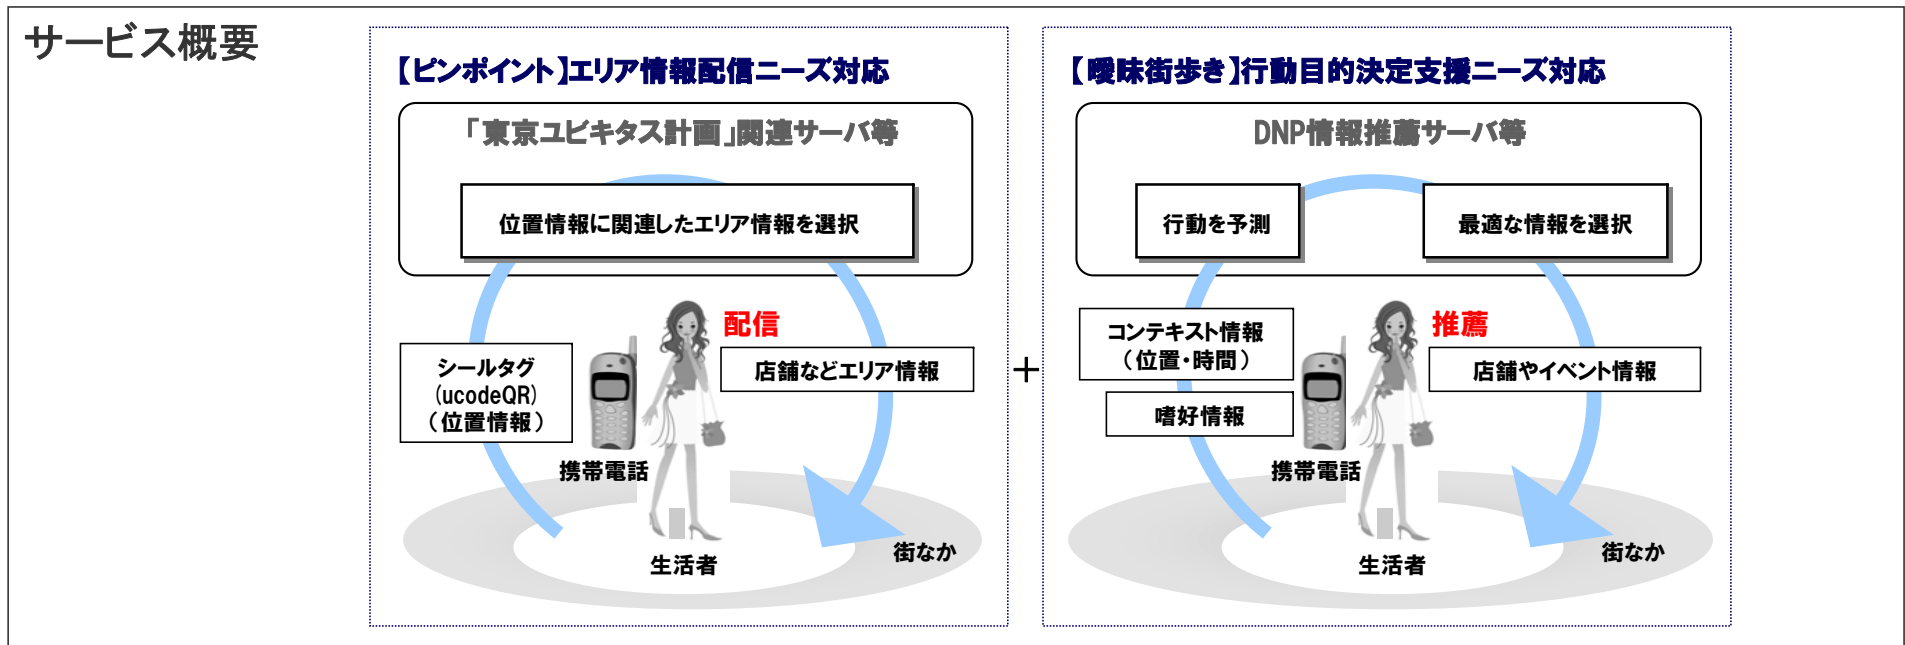 サービス概要
【ピンポイント】エリア情報配信ニーズ対応
「東京ユビキタス計画」関連サーバ等
位置情報に関連したエリア情報を選択
配信
店舗などエリア情報
シールタグ
(ucodeQR)
（位置情報）
携帯電話
生活者
街なか
＋
【曖昧街歩き】行動目的決定支援ニーズ対応
DNP情報推薦サーバ等
行動を予測
最適な情報を選択
コンテキスト情報
（位置・時間）
嗜好情報
推薦
店舗やイベント情報
携帯電話
生活者
街なか